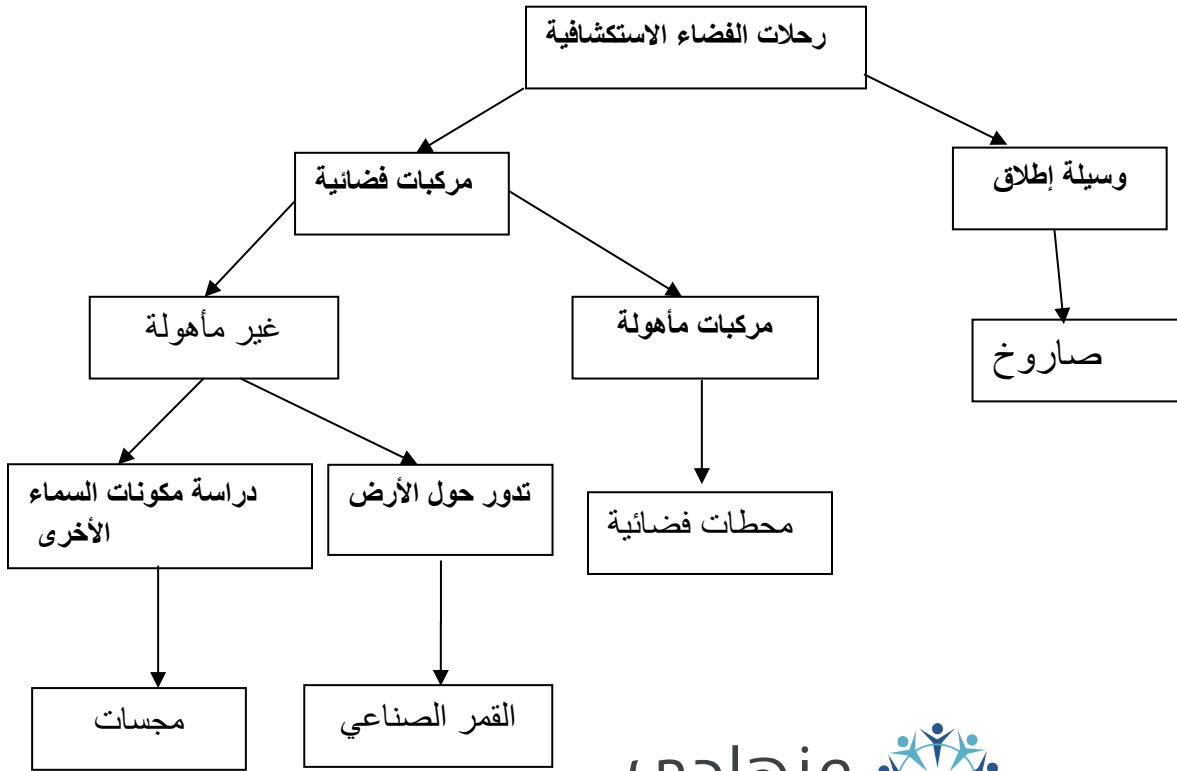 رحلات الفضاء الاستكشافية
وسيلة إطلاق
مركبات فضائية
مركبات مأهولة
غير مأهولة
صاروخ
محطات فضائية
تدور حول الأرض
دراسة مكونات السماء
الأخرى
القمر الصناعي
مجسات